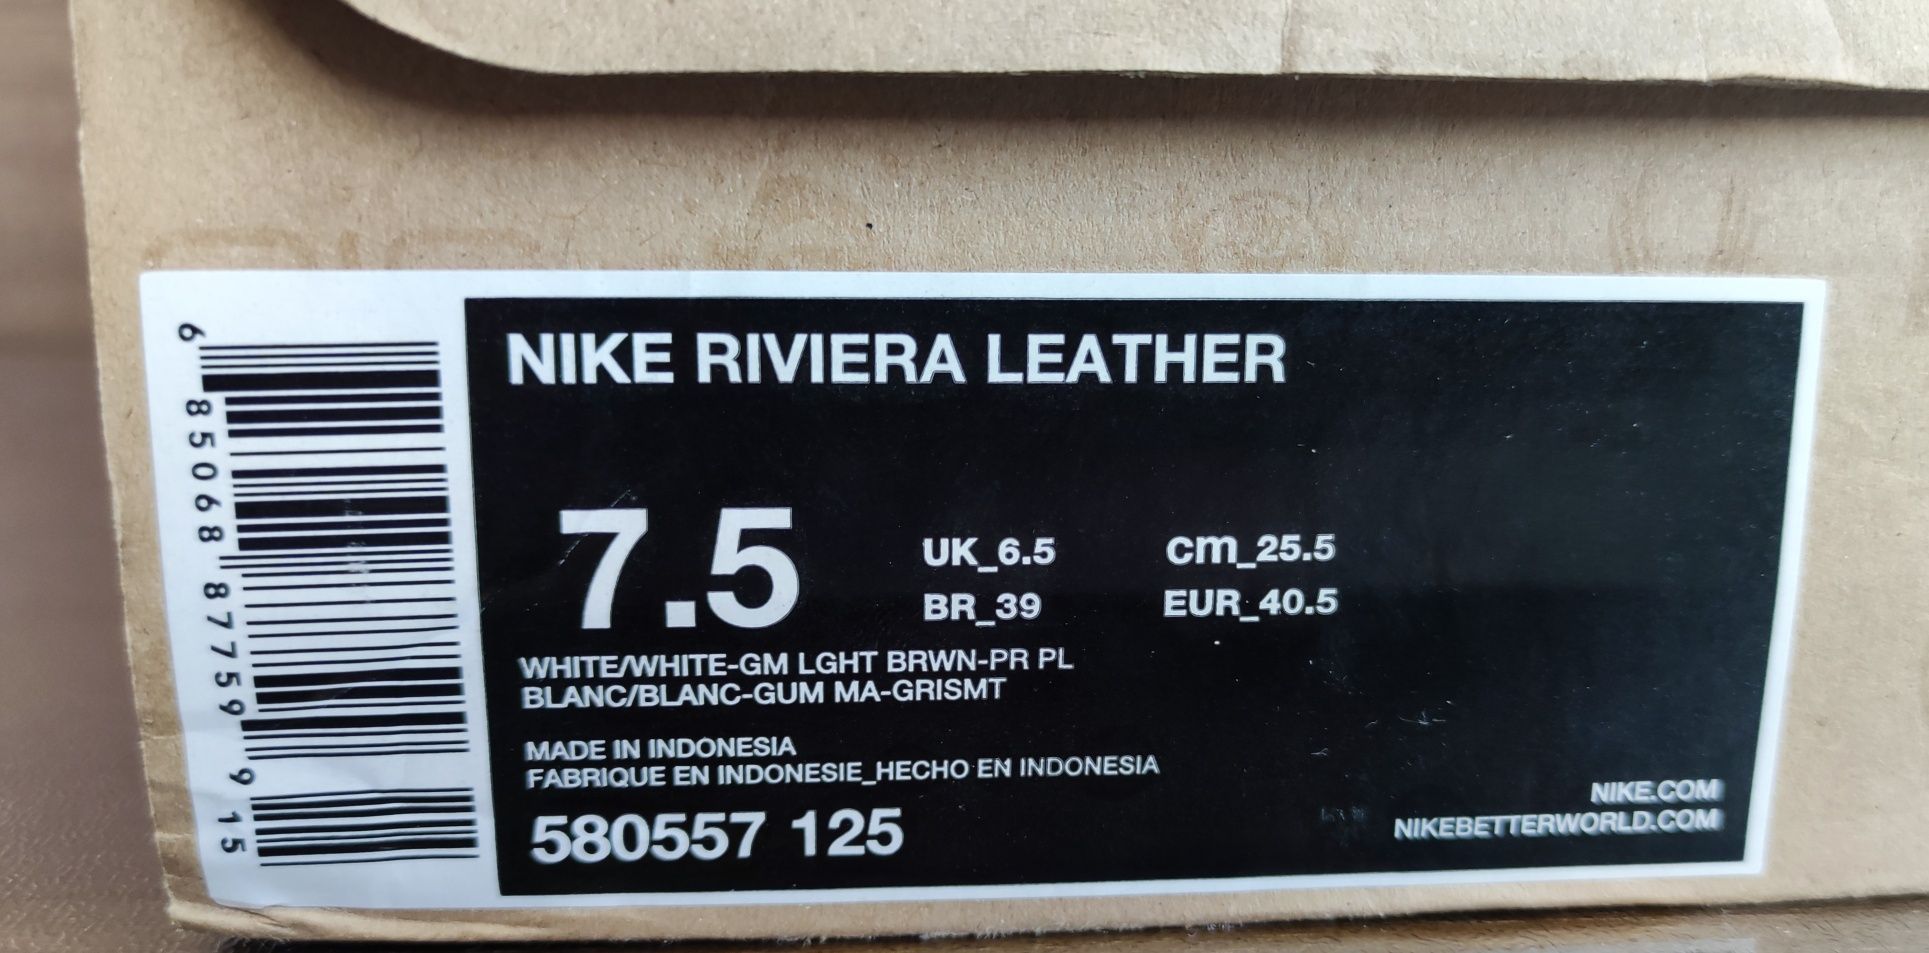 NIKE RIVIERA LEATHER
7.5
UK_6.5
cm_25.5
BR_39
EUR_40.5
WHITE/WHITE-GM LGHT BRWN-PR PL
BLANC/BLANC-GUM MA-GRISMT
MADE IN INDONESIA
FABRIQUE EN INDONESIE_HECHO EN INDONESIA
580557 125
NIKE.COM
NIKEBETTERWORLD.COM
6 85068 87759 9 15